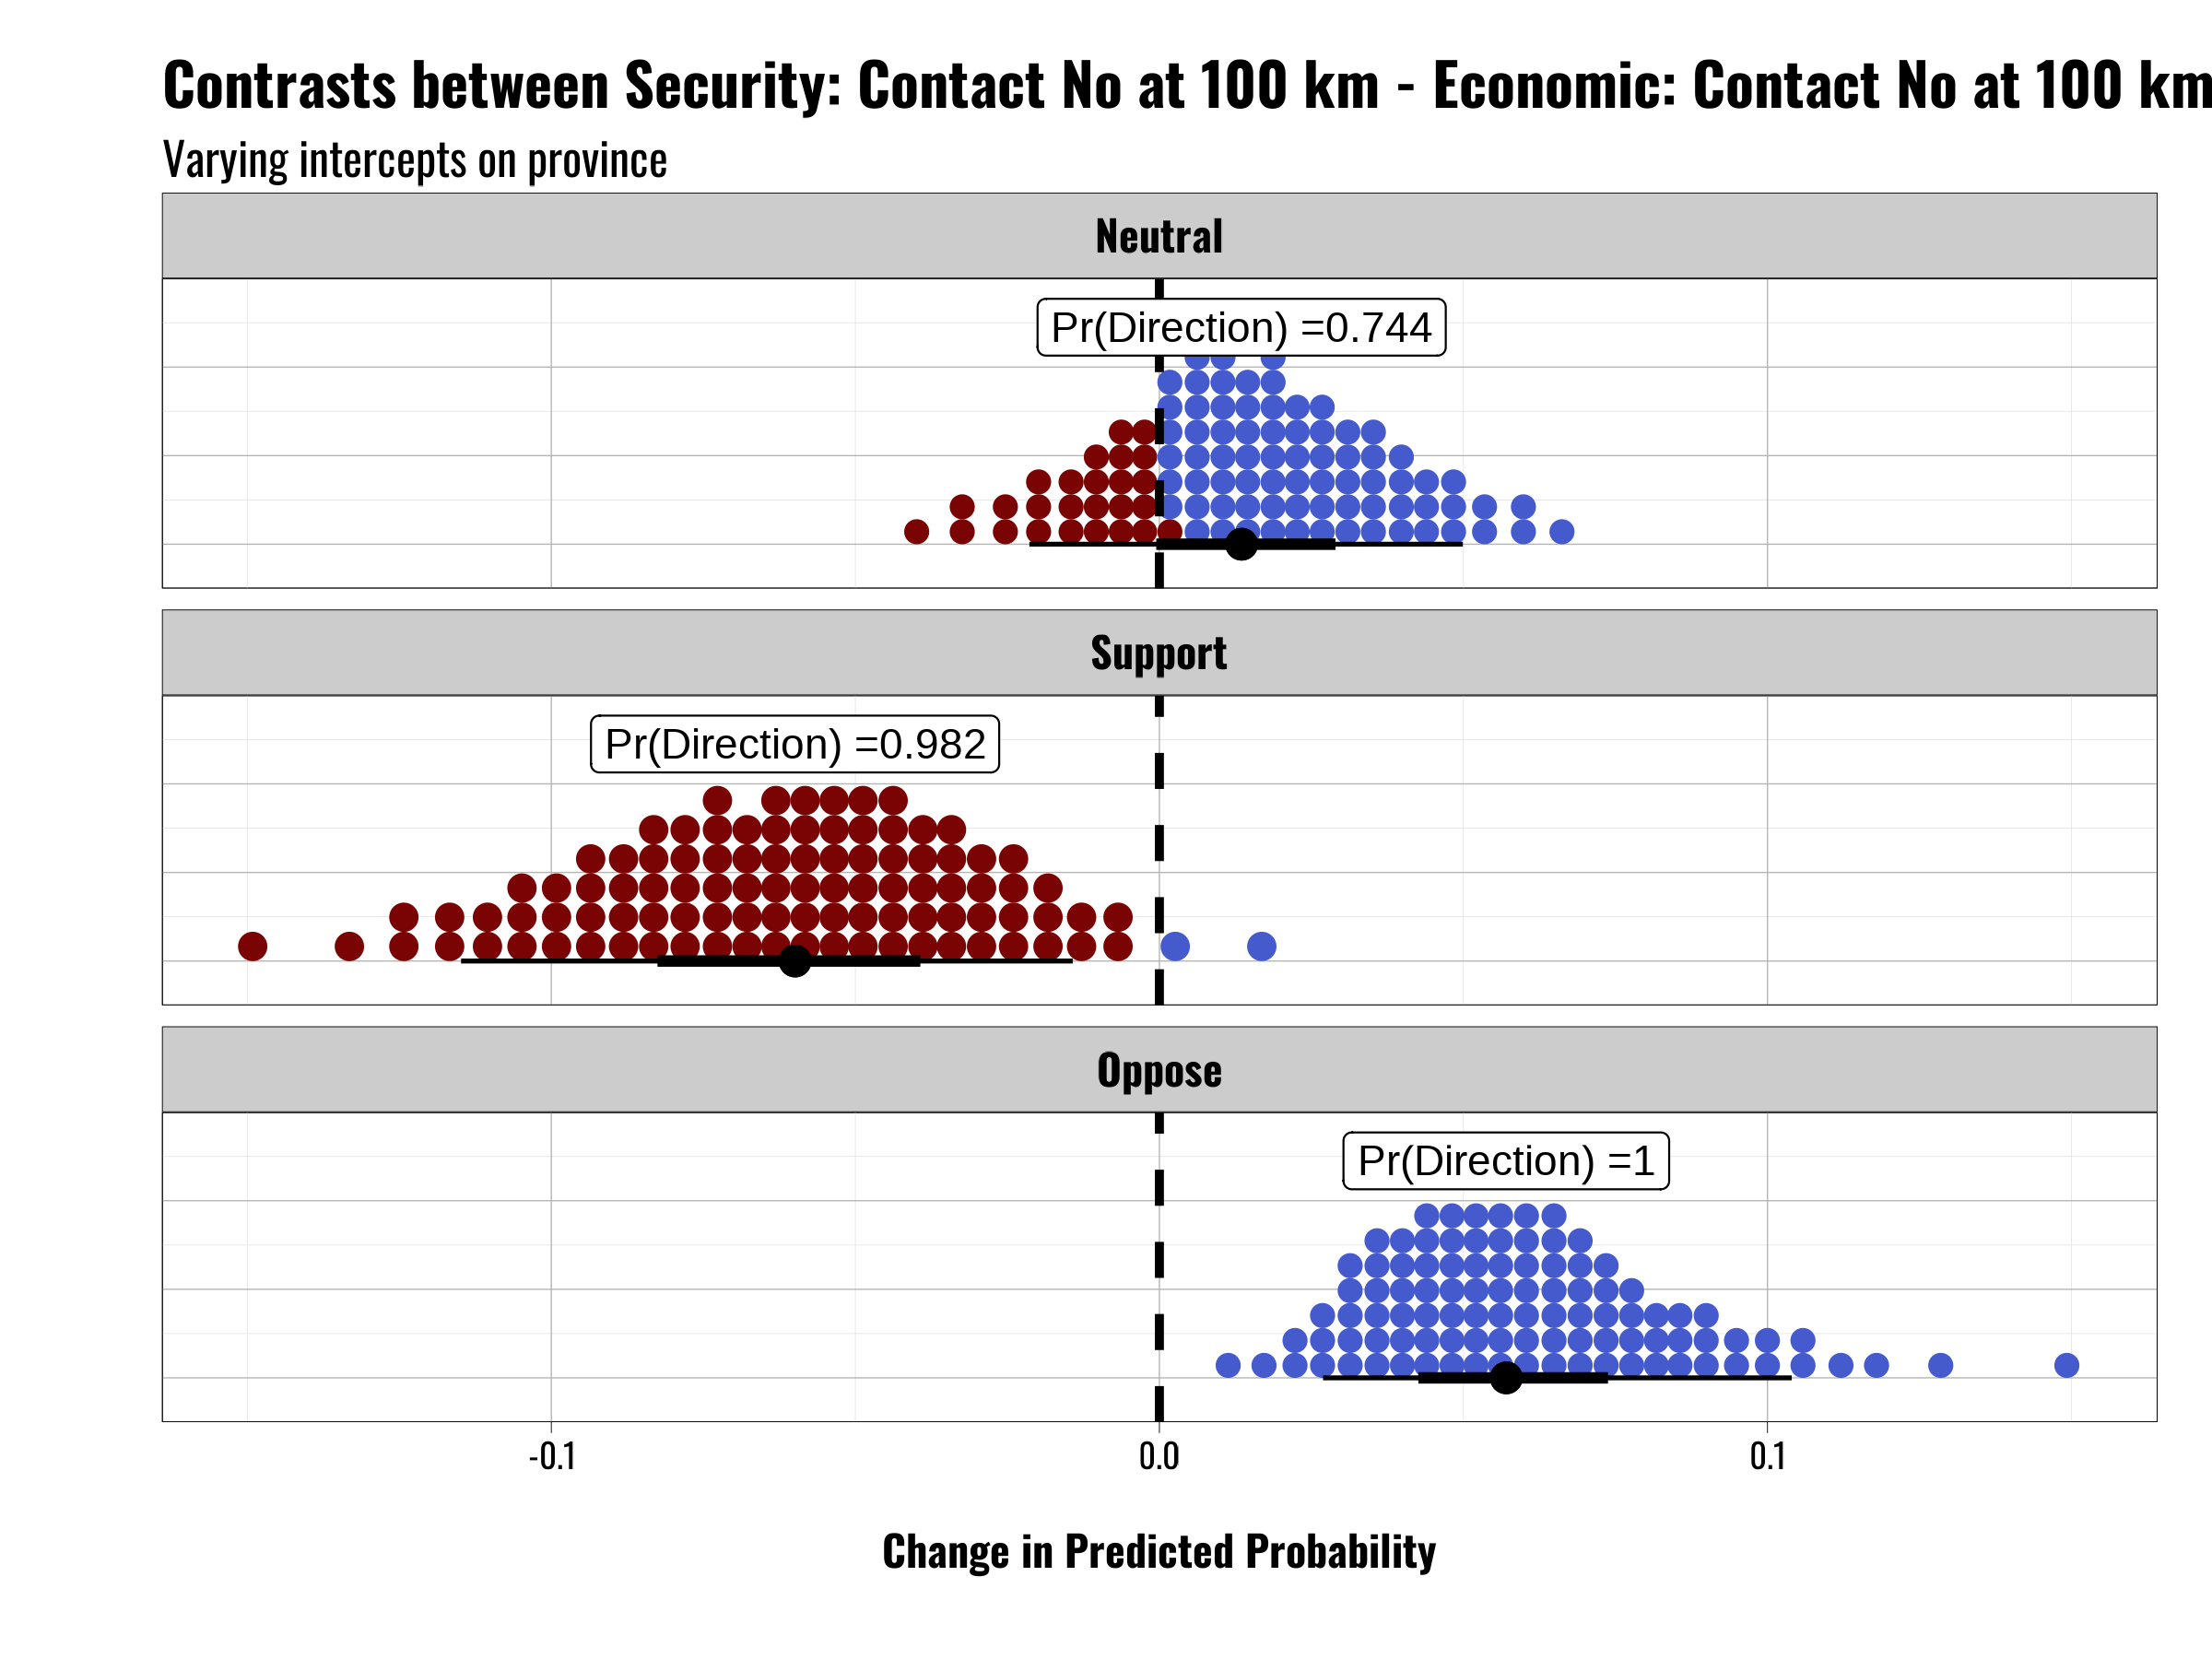 Contrasts between Security: Contact No at 100 km - Economic: Contact No at 100 km
Varying intercepts on province
Neutral
Pr(Direction) =0.744
Support
Pr(Direction) =0.982
Oppose
Pr(Direction) =1
-0.1 0.0 0.1
Change in Predicted Probability